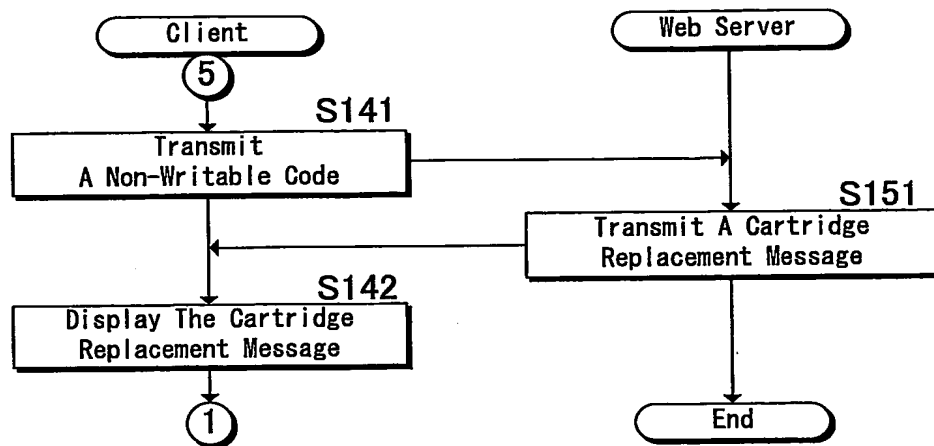 Client
Web Server
5
S141
Transmit
A Non-Writable Code
S151
Transmit A Cartridge
Replacement Message
S142
Display The Cartridge
Replacement Message
1
End